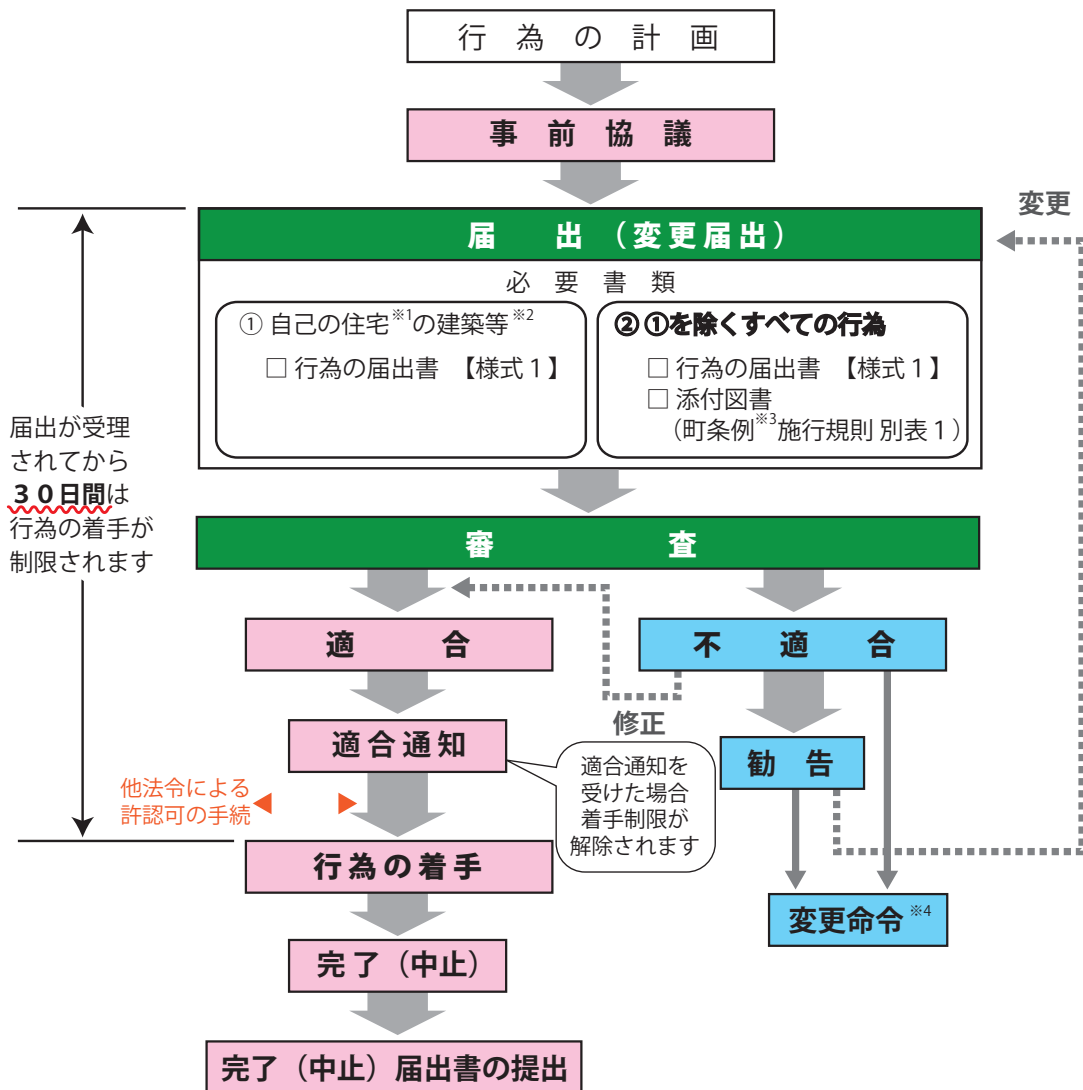 行為の計画
事前協議
変更
届出（変更届出）
必要書類
① 自己の住宅※1の建築等※2
□ 行為の届出書 【様式１】
② ①を除くすべての行為
□ 行為の届出書 【様式１】
□ 添付図書
（町条例※3施行規則 別表１）
届出が受理
されてから
３０日間は
行為の着手が
制限されます
審査
適合
不適合
修正
適合通知
適合通知を
受けた場合
着手制限が
解除されます
勧告
他法令による
許認可の手続
行為の着手
変更命令※4
完了（中止）
完了（中止）届出書の提出